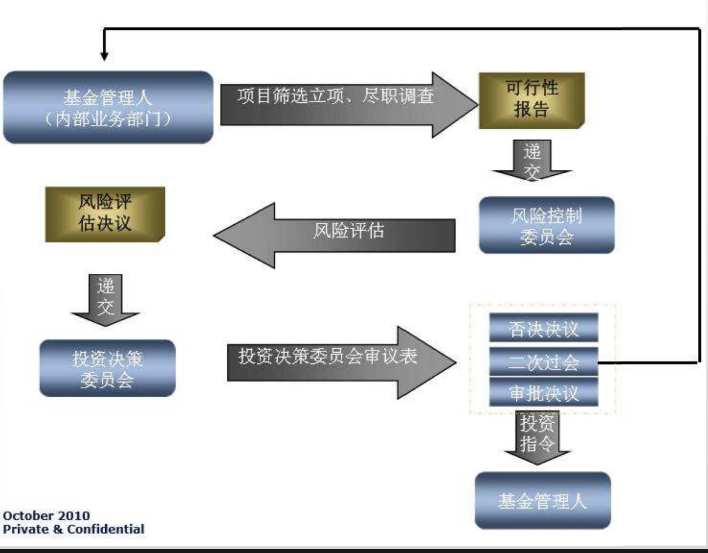 基金管理人
（内部业务部门）
项目筛选立项、尽职调查
可行性
报告
递
交
风险控制
委员会
风险评估
风险评
估决议
递
交
投资决策
委员会
投资决策委员会审议表
否决决议
二次过会
审批决议
投资
指令
基金管理人
October 2010
Private & Confidential